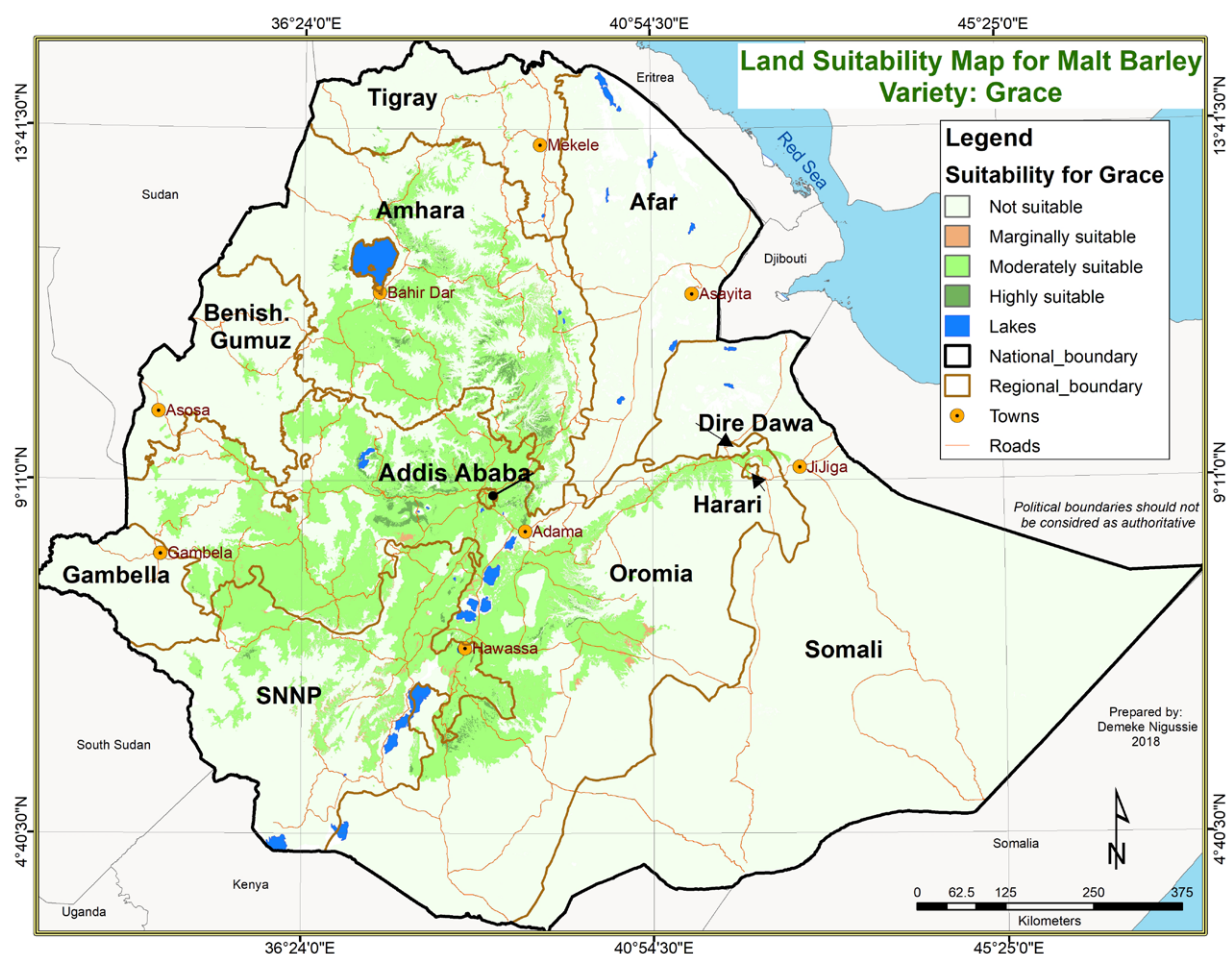 36°24'0"E
40°54'30"E
45°25'0"E
Land Suitability Map for Malt Barley
Variety: Grace
Eritrea
Tigray
13°41'30"N
13°41'30"N
Mekele
Red Sea
Legend
Suitability for Grace
Not suitable
Marginally suitable
Moderately suitable
Highly suitable
Lakes
National_boundary
Regional_boundary
Towns
Roads
Sudan
Amhara
Afar
Djibouti
Bahir Dar
Asayita
Benish.
Gumuz
Asosa
Dire Dawa
Addis Ababa
JiJiga
9°11'0"N
9°11'0"N
Harari
Political boundaries should not
be considred as authoritative
Adama
Gambela
Gambella
Oromia
Hawassa
Somali
SNNP
Prepared by:
Demeke Nigussie
2018
South Sudan
4°40'30"N
4°40'30"N
N
Somalia
Kenya
0 62.5 125 250 375
Kilometers
Uganda
36°24'0"E
40°54'30"E
45°25'0"E